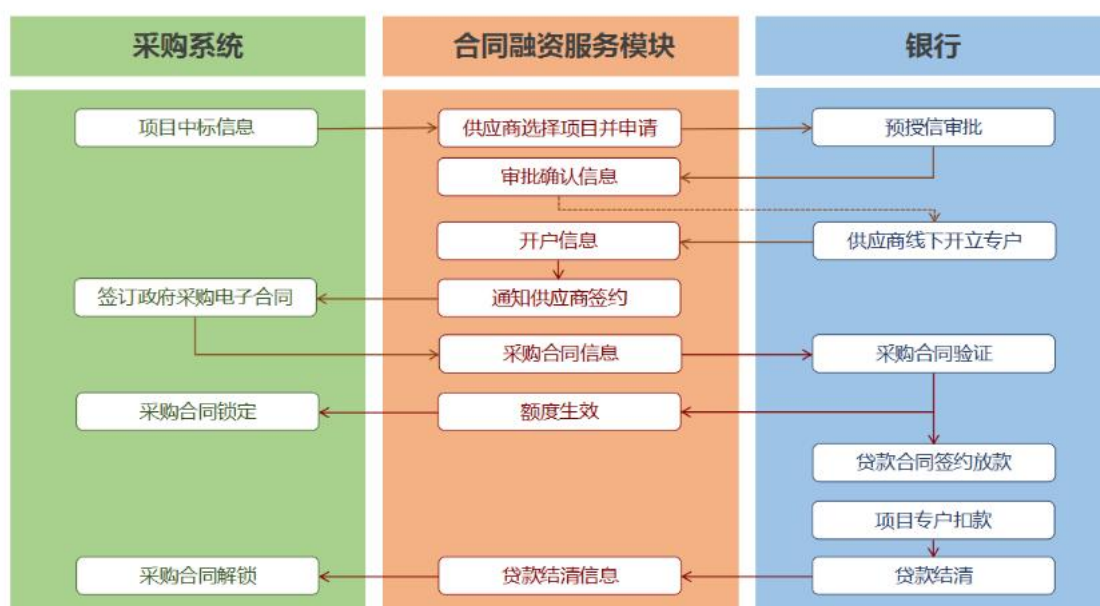 采购系统
合同融资服务模块
银行
项目中标信息
供应商选择项目并申请
预授信审批
审批确认信息
开户信息
供应商线下开立专户
签订政府采购电子合同
通知供应商签约
采购合同信息
采购合同验证
采购合同锁定
额度生效
贷款合同签约放款
项目专户扣款
采购合同解锁
贷款结清信息
贷款结清